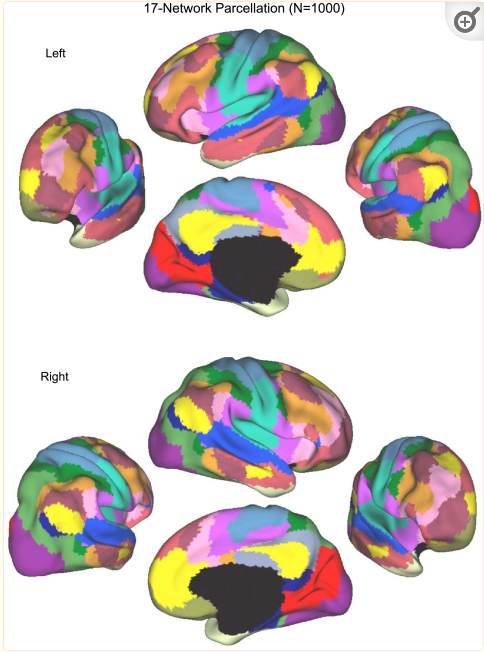 17-Network Parcellation (N=1000)
Left
Right